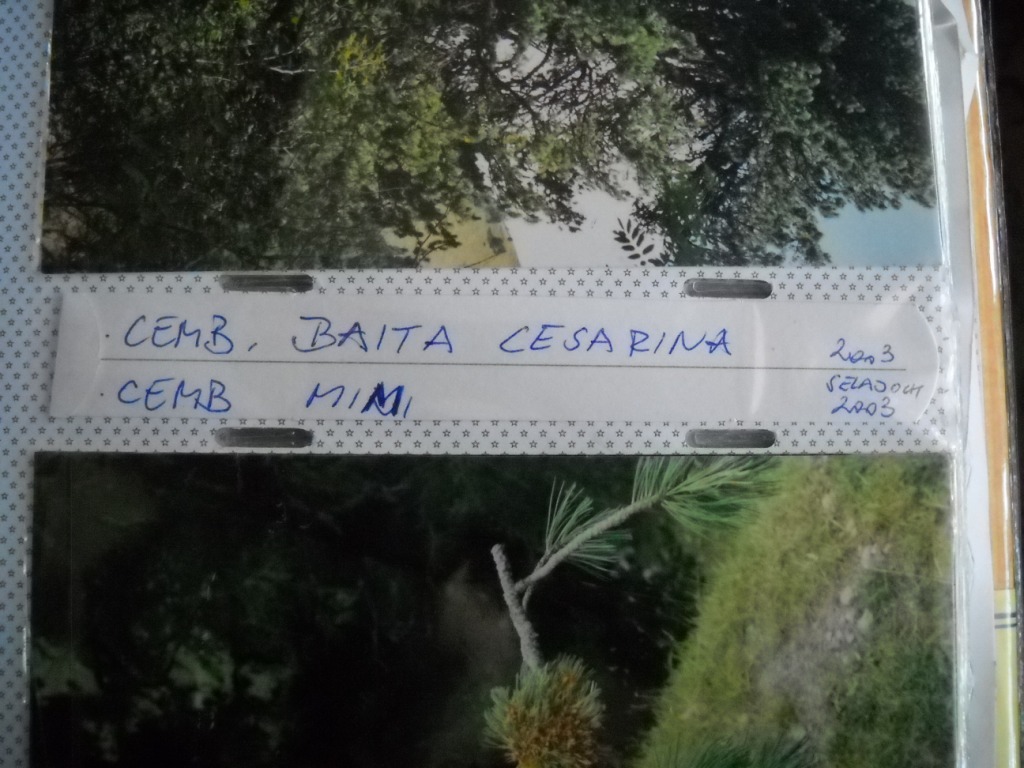 · CEMB. BAITA CESARINA 2003
· CEMB MIMI SELADOCH 2003